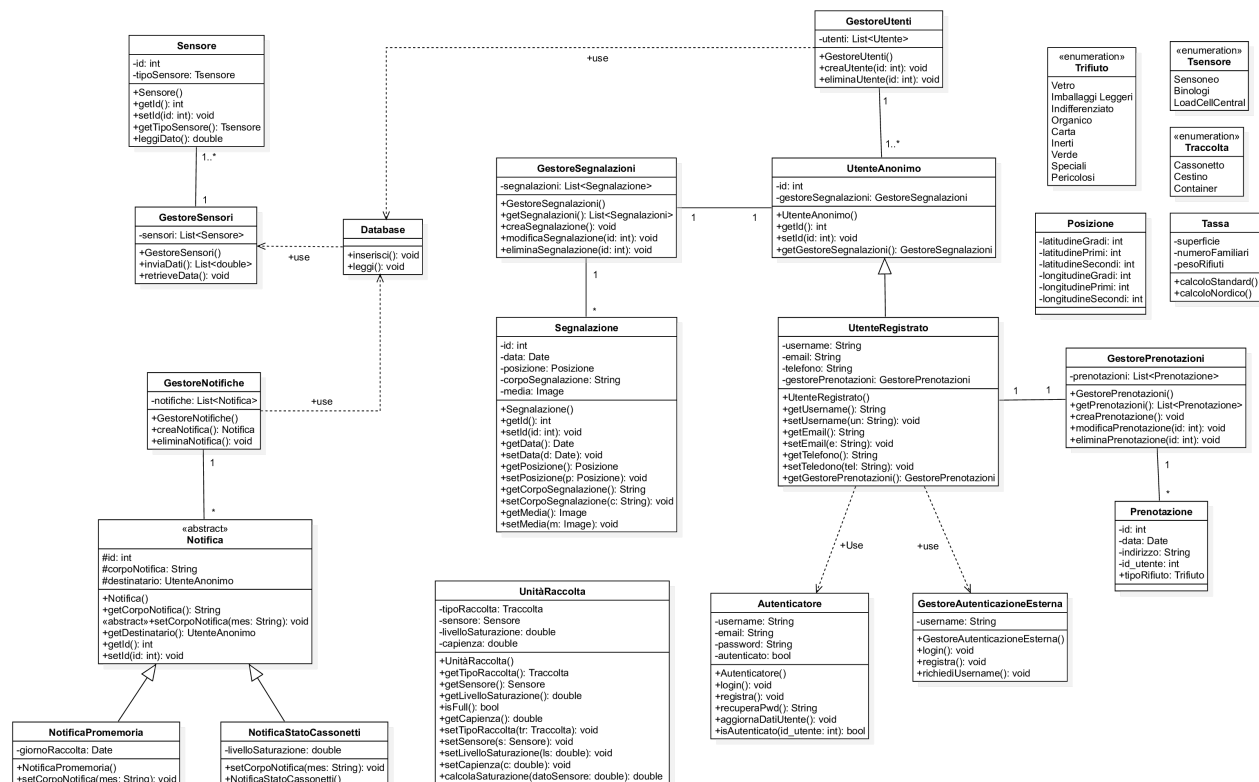 Sensore
-id: int
-tipoSensore: Tsensore
+Sensore()
+getId(): int
+setId(id: int): void
+getTipoSensore(): Tsensore
+leggiDato(): double
1..*
1
GestoreSensori
-sensori: List<Sensore>
+GestoreSensori()
+inviaDati(): List<double>
+retrieveData(): void
+use
Database
+inserisci(): void
+leggi(): void
+use
GestoreUtenti
-utenti: List<Utente>
+GestoreUtenti()
+creaUtente(id: int): void
+eliminaUtente(id: int): void
1
1..*
GestoreSegnalazioni
-segnalazioni: List<Segnalazione>
+GestoreSegnalazioni()
+getSegnalazioni(): List<Segnalazioni>
+creaSegnalazione(): void
+modificaSegnalazione(id: int): void
+eliminaSegnalazione(id: int): void
1
1
UtenteAnonimo
-id: int
-gestoreSegnalazioni: GestoreSegnalazioni
+UtenteAnonimo()
+getId(): int
+setId(id: int): void
+getGestoreSegnalazioni(): GestoreSegnalazioni
«enumeration»
Trifiuto
Vetro
Imballaggi Leggeri
Indifferenziato
Organico
Carta
Inerti
Verde
Speciali
Pericolosi
«enumeration»
Tsensore
Sensoneo
Binologi
LoadCellCentral
«enumeration»
Traccolta
Cassonetto
Cestino
Container
Posizione
-latitudineGradi: int
-latitudinePrimi: int
-latitudineSecondi: int
-longitudineGradi: int
-longitudinePrimi: int
-longitudineSecondi: int
Tassa
-superficie
-numeroFamiliari
-pesoRifiuti
+calcoloStandard()
+calcoloNordico()
1
*
Segnalazione
-id: int
-data: Date
-posizione: Posizione
-corpoSegnalazione: String
-media: Image
+Segnalazione()
+getId(): int
+setId(id: int): void
+getData(): Date
+setData(d: Date): void
+getPosizione(): Posizione
+setPosizione(p: Posizione): void
+getCorpoSegnalazione(): String
+setCorpoSegnalazione(c: String): void
+getMedia(): Image
+setMedia(m: Image): void
UtenteRegistrato
-username: String
-email: String
-telefono: String
-gestorePrenotazioni: GestorePrenotazioni
+UtenteRegistrato()
+getUsername(): String
+setUsername(un: String): void
+getEmail(): String
+setEmail(e: String): void
+getTelefono(): String
+setTeledono(tel: String): void
+getGestorePrenotazioni(): GestorePrenotazioni
1
1
GestorePrenotazioni
-prenotazioni: List<Prenotazione>
+GestorePrenotazioni()
+getPrenotazioni(): List<Prenotazione>
+creaPrenotazione(): void
+modificaPrenotazione(id: int): void
+eliminaPrenotazione(id: int): void
1
*
Prenotazione
-id: int
-data: Date
-indirizzo: String
-id_utente: int
+tipoRifiuto: Trifiuto
GestoreNotifiche
-notifiche: List<Notifica>
+GestoreNotifiche()
+creaNotifica(): Notifica
+eliminaNotifica(): void
+use
1
*
«abstract»
Notifica
#id: int
#corpoNotifica: String
#destinatario: UtenteAnonimo
+Notifica()
+getCorpoNotifica(): String
«abstract»+setCorpoNotifica(mes: String): void
+getDestinatario(): UtenteAnonimo
+getId(): int
+setId(id: int): void
+Use
+use
Autenticatore
-username: String
-email: String
-password: String
-autenticato: bool
+Autenticatore()
+login(): void
+registra(): void
+recuperaPwd(): String
+aggiornaDatiUtente(): void
+isAutenticato(id_utente: int): bool
GestoreAutenticazioneEsterna
-username: String
+GestoreAutenticazioneEsterna()
+login(): void
+registra(): void
+richiediUsername(): void
UnitàRaccolta
-tipoRaccolta: Traccolta
-sensore: Sensore
-livelloSaturazione: double
-capienza: double
+UnitàRaccolta()
+getTipoRaccolta(): Traccolta
+getSensore(): Sensore
+getLivelloSaturazione(): double
+isFull(): bool
+getCapienza(): double
+setTipoRaccolta(tr: Traccolta): void
+setSensore(s: Sensore): void
+setLivelloSaturazione(ls: double): void
+setCapienza(c: double): void
+calcolaSaturazione(datoSensore: double): double
NotificaPromemoria
-giornoRaccolta: Date
+NotificaPromemoria()
+setCorpoNotifica(mes: String): void
NotificaStatoCassonetti
-livelloSaturazione: double
+setCorpoNotifica(mes: String): void
+NotificaStatoCassonetti()